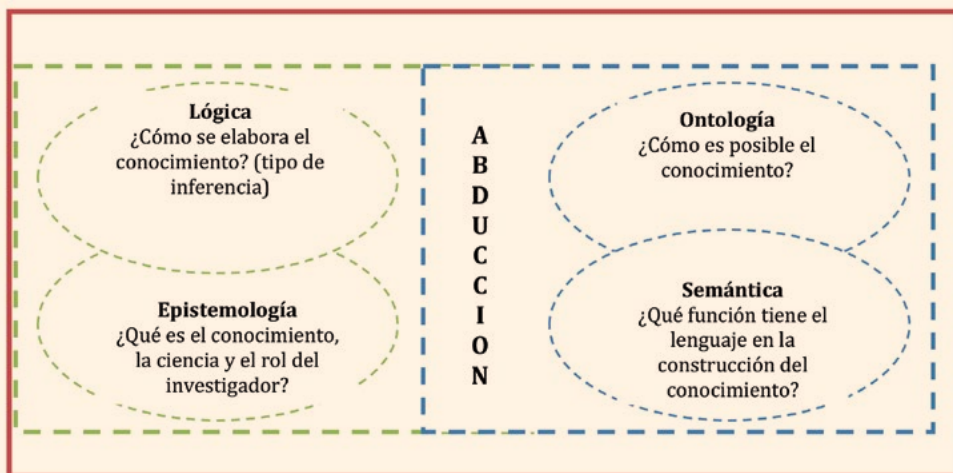 Lógica
¿Cómo se elabora el
conocimiento? (tipo de
inferencia)
Epistemología
¿Qué es el conocimiento,
la ciencia y el rol del
investigador?
A
B
D
U
C
C
I
O
N
Ontología
¿Cómo es posible el
conocimiento?
Semántica
¿Qué función tiene el
lenguaje en la
construcción del
conocimiento?